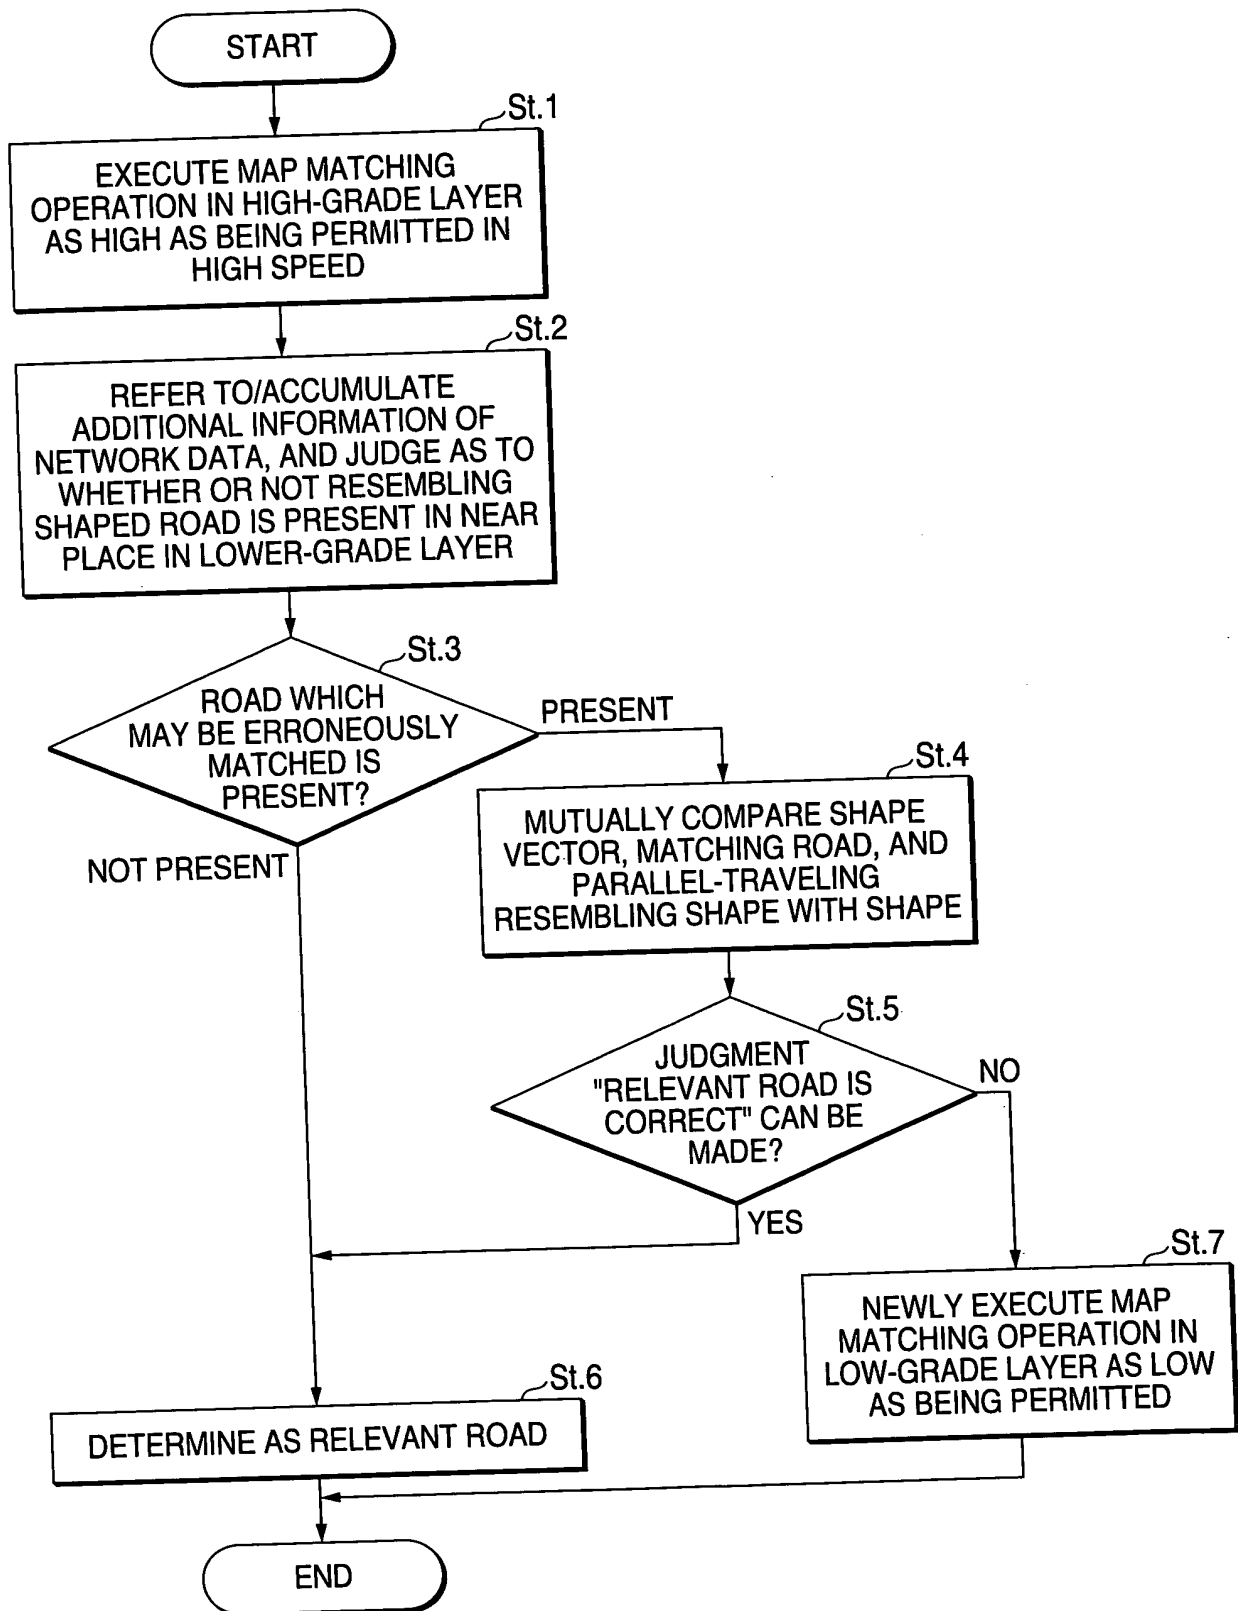 START
St.1
EXECUTE MAP MATCHING
OPERATION IN HIGH-GRADE LAYER
AS HIGH AS BEING PERMITTED IN
HIGH SPEED
St.2
REFER TO/ACCUMULATE
ADDITIONAL INFORMATION OF
NETWORK DATA, AND JUDGE AS TO
WHETHER OR NOT RESEMBLING
SHAPED ROAD IS PRESENT IN NEAR
PLACE IN LOWER-GRADE LAYER
St.3
ROAD WHICH
MAY BE ERRONEOUSLY
MATCHED IS
PRESENT?
PRESENT
NOT PRESENT
St.4
MUTUALLY COMPARE SHAPE
VECTOR, MATCHING ROAD, AND
PARALLEL-TRAVELING
RESEMBLING SHAPE WITH SHAPE
St.5
JUDGMENT
"RELEVANT ROAD IS
CORRECT" CAN BE
MADE?
NO
YES
St.7
NEWLY EXECUTE MAP
MATCHING OPERATION IN
LOW-GRADE LAYER AS LOW
AS BEING PERMITTED
St.6
DETERMINE AS RELEVANT ROAD
END